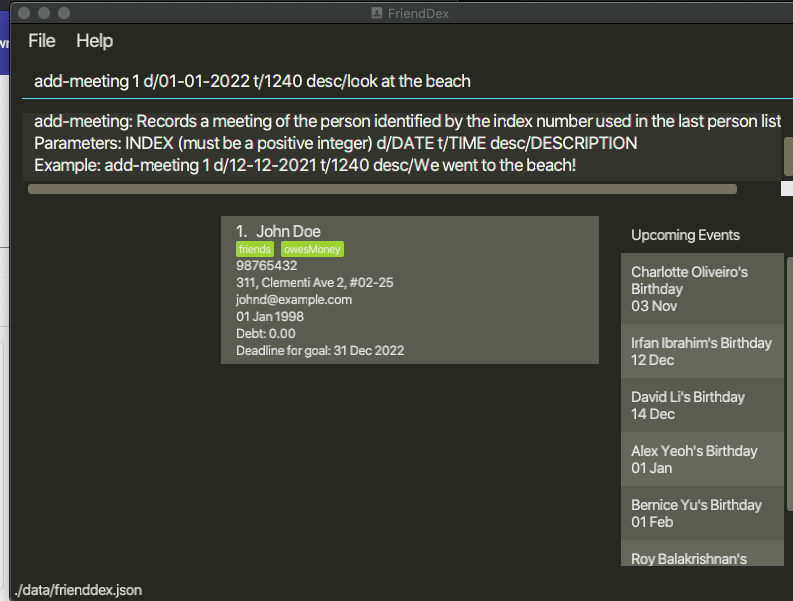 FriendDex
File Help
add-meeting 1 d/01-01-2022 t/1240 desc/look at the beach
add-meeting: Records a meeting of the person identified by the index number used in the last person list
Parameters: INDEX (must be a positive integer) d/DATE t/TIME desc/DESCRIPTION
Example: add-meeting 1 d/12-12-2021 t/1240 desc/We went to the beach!
1. John Doe
friends owesMoney
98765432
311, Clementi Ave 2, #02-25
johnd@example.com
01 Jan 1998
Debt: 0.00
Deadline for goal: 31 Dec 2022
Upcoming Events
Charlotte Oliveiro's
Birthday
03 Nov
Irfan Ibrahim's Birthday
12 Dec
David Li's Birthday
14 Dec
Alex Yeoh's Birthday
01 Jan
Bernice Yu's Birthday
01 Feb
Roy Balakrishnan's
./data/frienddex.json